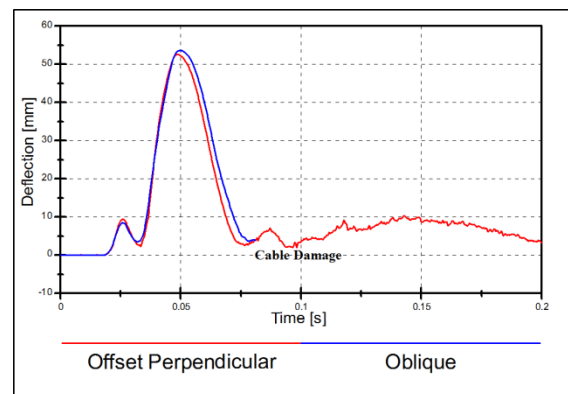 60
50
40
30
20
10
0
-10
Deflection [mm]
Cable Damage
0 0.05 0.1 0.15 0.2
Time [s]
Offset Perpendicular Oblique